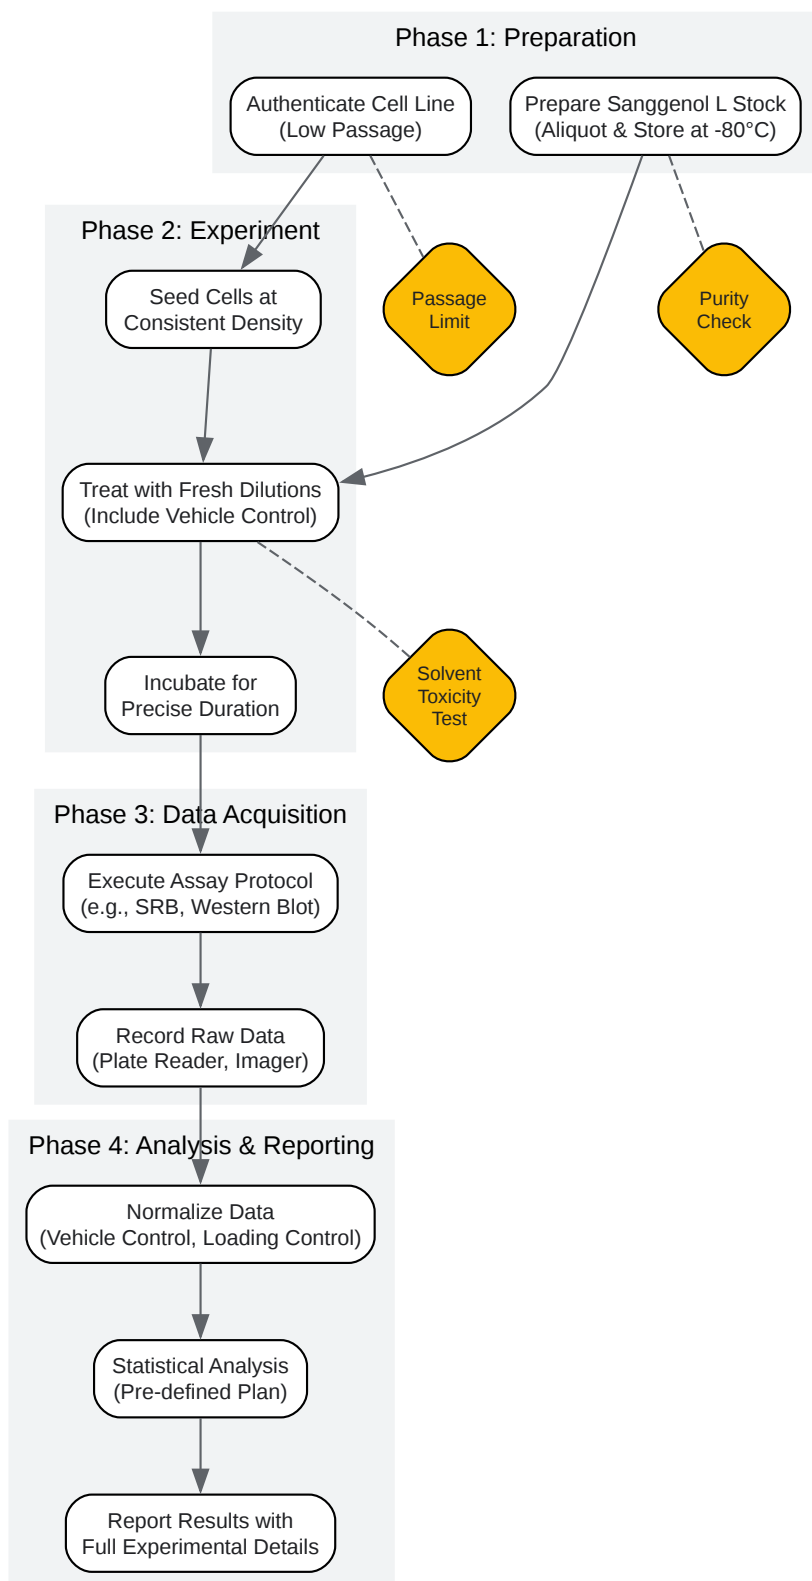 Phase 1: Preparation
Authenticate Cell Line
(Low Passage)
Prepare Sanggenol L Stock
(Aliquot & Store at -80°C)
Phase 2: Experiment
Seed Cells at
Consistent Density
Passage
Limit
Purity
Check
Treat with Fresh Dilutions
(Include Vehicle Control)
Incubate for
Precise Duration
Solvent
Toxicity
Test
Phase 3: Data Acquisition
Execute Assay Protocol
(e.g., SRB, Western Blot)
Record Raw Data
(Plate Reader, Imager)
Phase 4: Analysis & Reporting
Normalize Data
(Vehicle Control, Loading Control)
Statistical Analysis
(Pre-defined Plan)
Report Results with
Full Experimental Details